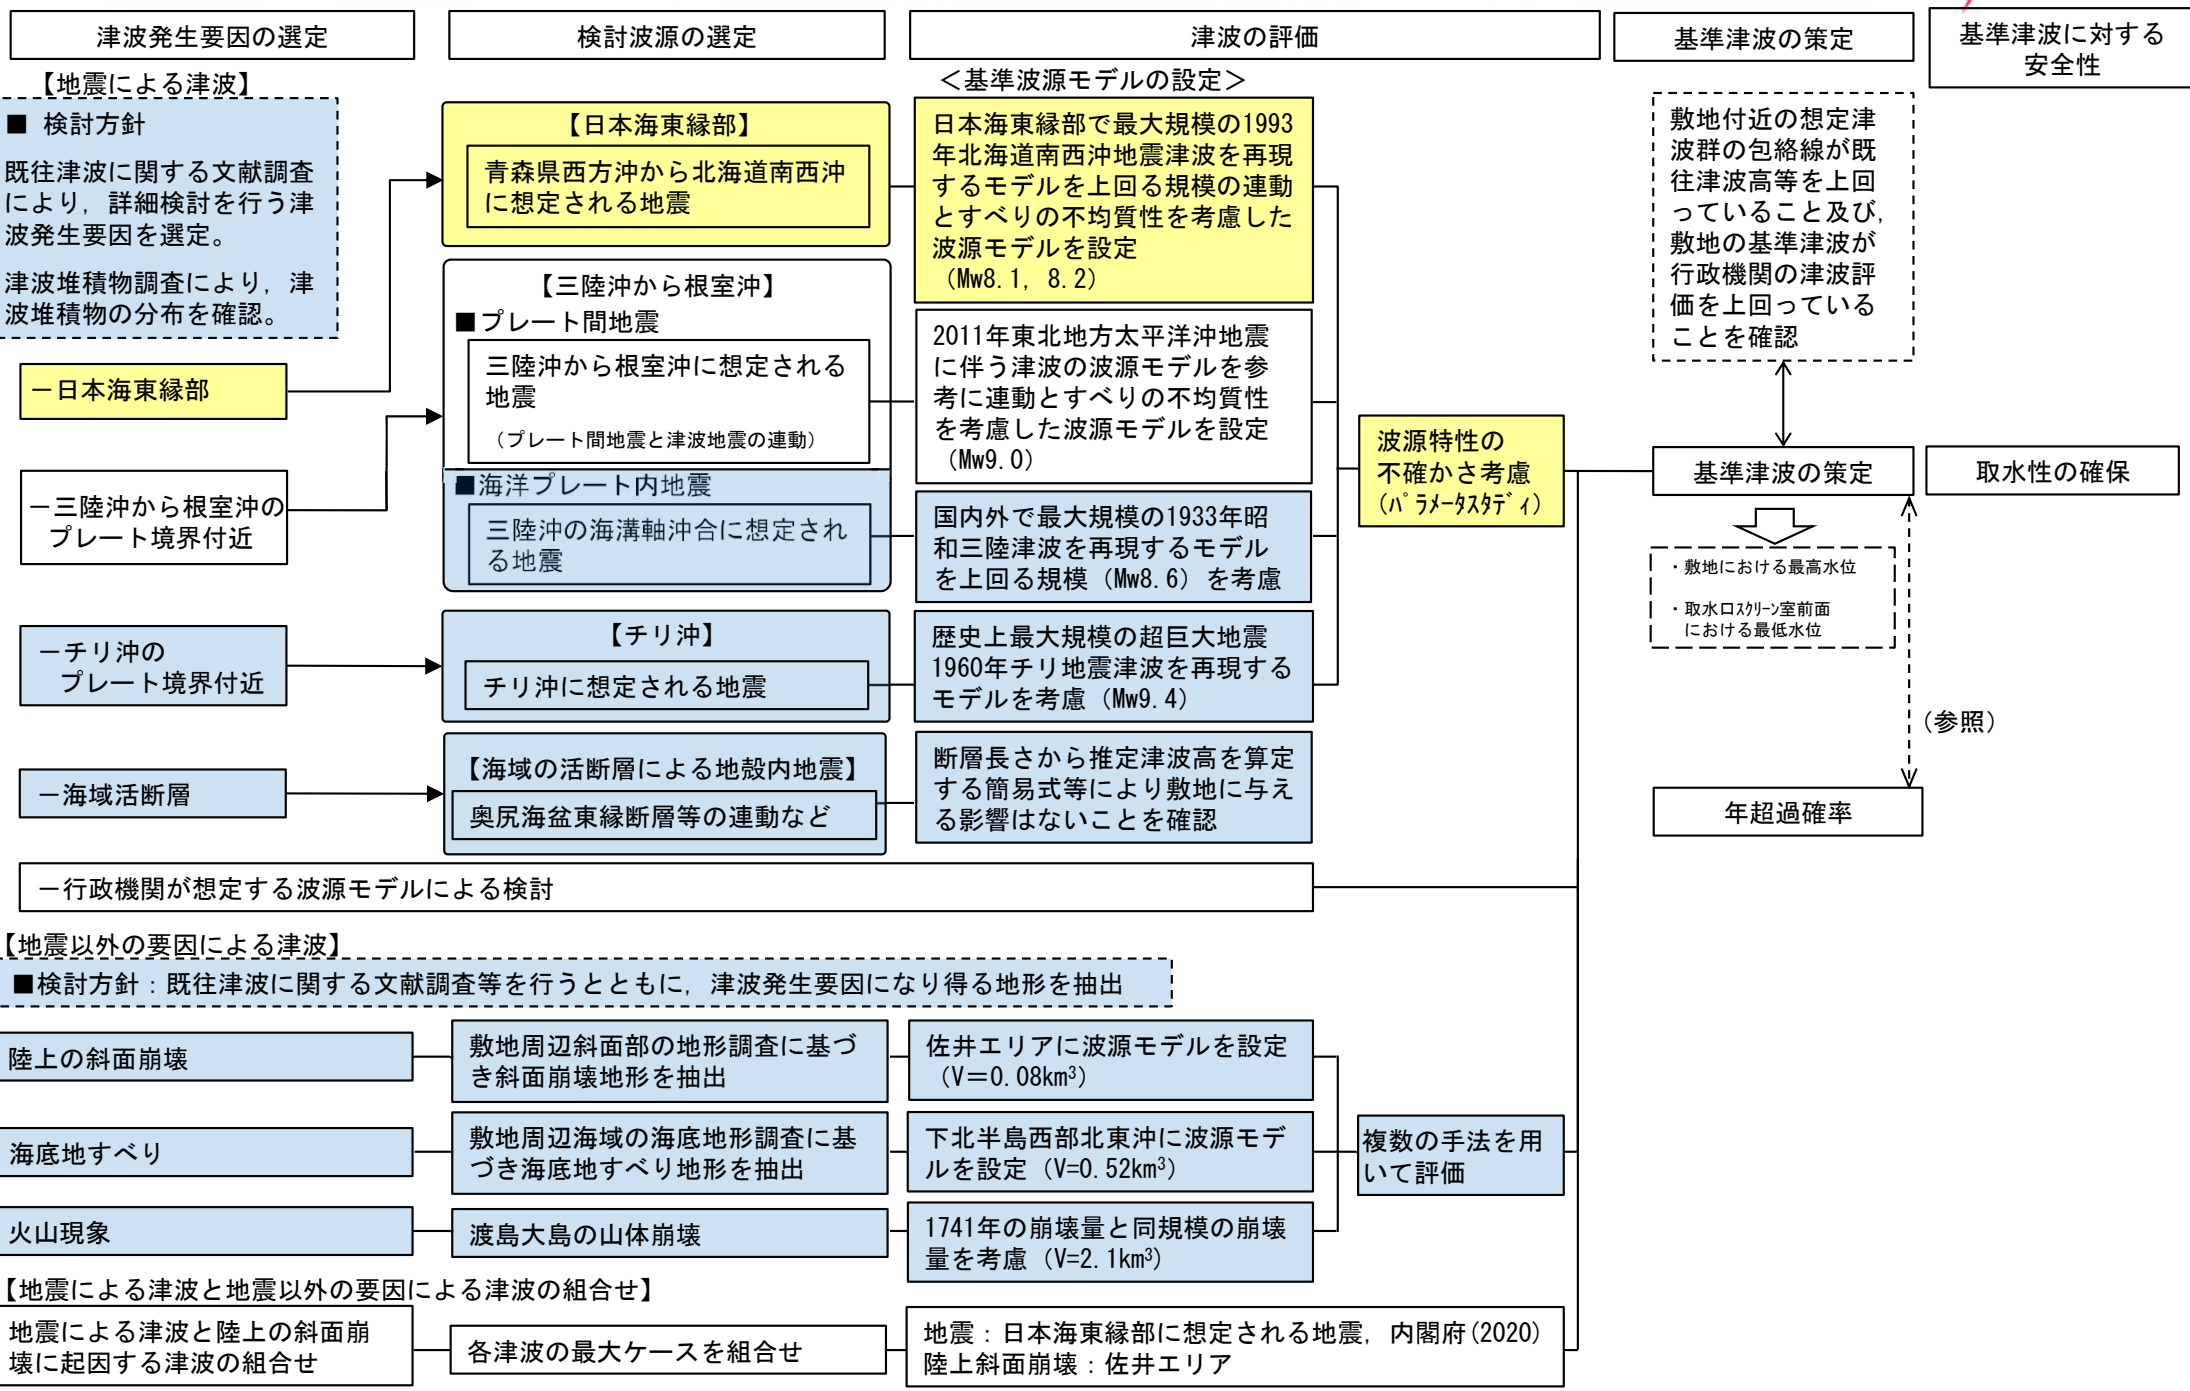 津波発生要因の選定
検討波源の選定
津波の評価
基準津波の策定
基準津波に対する
安全性
【地震による津波】
■ 検討方針
既往津波に関する文献調査
により，詳細検討を行う津
波発生要因を選定。
津波堆積物調査により，津
波堆積物の分布を確認。
－日本海東縁部
－三陸沖から根室沖の
プレート境界付近
－チリ沖の
プレート境界付近
－海域活断層
【日本海東縁部】
青森県西方沖から北海道南西沖
に想定される地震
【三陸沖から根室沖】
■プレート間地震
三陸沖から根室沖に想定される
地震
（プレート間地震と津波地震の連動）
■海洋プレート内地震
三陸沖の海溝軸沖合に想定され
る地震
【チリ沖】
チリ沖に想定される地震
【海域の活断層による地殻内地震】
奥尻海盆東縁断層等の連動など
＜基準波源モデルの設定＞
日本海東縁部で最大規模の1993
年北海道南西沖地震津波を再現
するモデルを上回る規模の連動
とすべりの不均質性を考慮した
波源モデルを設定
（Mw8.1, 8.2）
2011年東北地方太平洋沖地震
に伴う津波の波源モデルを参
考に連動とすべりの不均質性
を考慮した波源モデルを設定
（Mw9.0）
国内外で最大規模の1933年昭
和三陸津波を再現するモデル
を上回る規模（Mw8.6）を考慮
歴史上最大規模の超巨大地震
1960年チリ地震津波を再現する
モデルを考慮（Mw9.4）
断層長さから推定津波高を算定
する簡易式等により敷地に与え
る影響はないことを確認
波源特性の
不確かさ考慮
(ﾊﾟﾗﾒｰﾀｽﾀﾃﾞｨ)
敷地付近の想定津
波群の包絡線が既
往津波高等を上回
っていること及び，
敷地の基準津波が
行政機関の津波評
価を上回っている
ことを確認
基準津波の策定
取水性の確保
・敷地における最高水位
・取水口ｽｸﾘｰﾝ室前面
における最低水位
（参照）
年超過確率
－行政機関が想定する波源モデルによる検討
【地震以外の要因による津波】
■検討方針：既往津波に関する文献調査等を行うとともに，津波発生要因になり得る地形を抽出
陸上の斜面崩壊
敷地周辺斜面部の地形調査に基づ
き斜面崩壊地形を抽出
佐井エリアに波源モデルを設定
（V＝0.08km³）
海底地すべり
敷地周辺海域の海底地形調査に基
づき海底地すべり地形を抽出
下北半島西部北東沖に波源モデ
ルを設定（V=0.52km³）
火山現象
渡島大島の山体崩壊
1741年の崩壊量と同規模の崩壊
量を考慮（V=2.1km³）
複数の手法を用
いて評価
【地震による津波と地震以外の要因による津波の組合せ】
地震による津波と陸上の斜面崩
壊に起因する津波の組合せ
各津波の最大ケースを組合せ
地震：日本海東縁部に想定される地震，内閣府(2020)
陸上斜面崩壊：佐井エリア